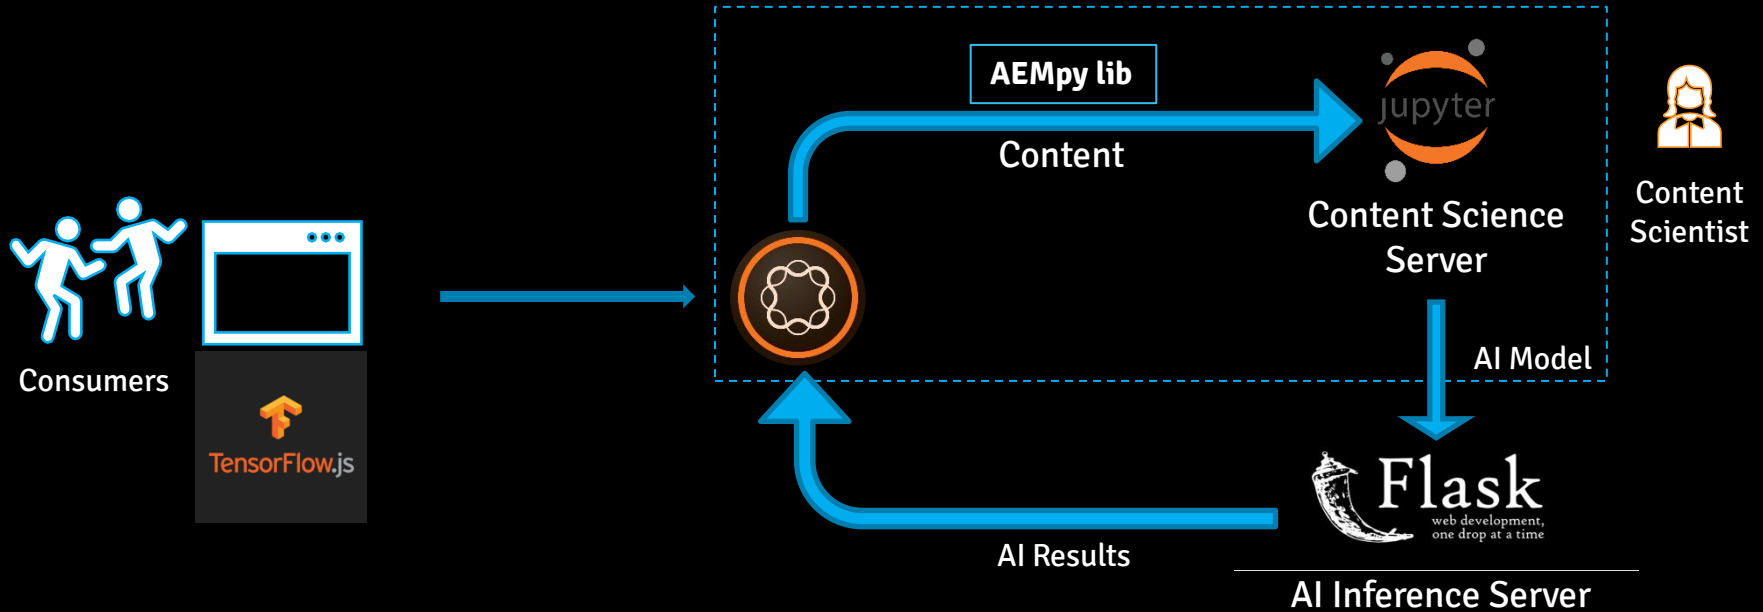 AEMpy lib
jupyter
Content
Content Science
Server
Content
Scientist
AI Model
Consumers
TensorFlow.js
Flask
web development,
one drop at a time
AI Results
AI Inference Server